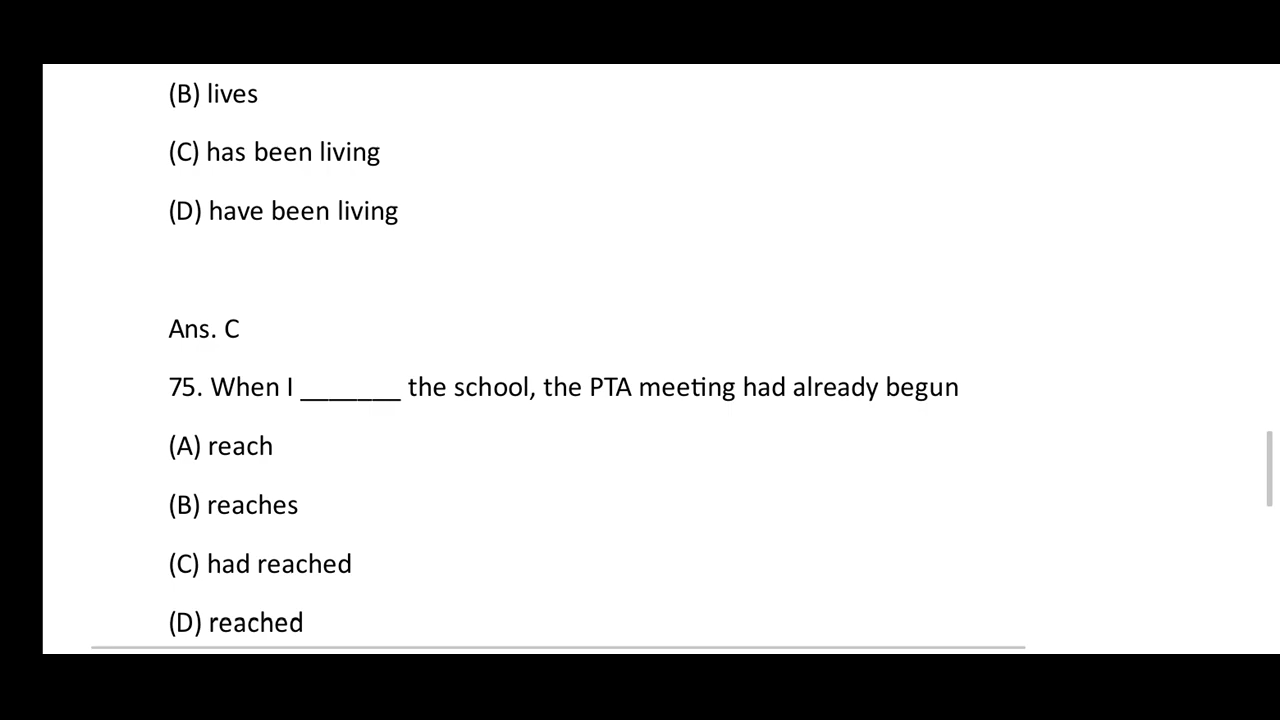 (B) lives
(C) has been living
(D) have been living
Ans. C
75. When I _______ the school, the PTA meeting had already begun
(A) reach
(B) reaches
(C) had reached
(D) reached